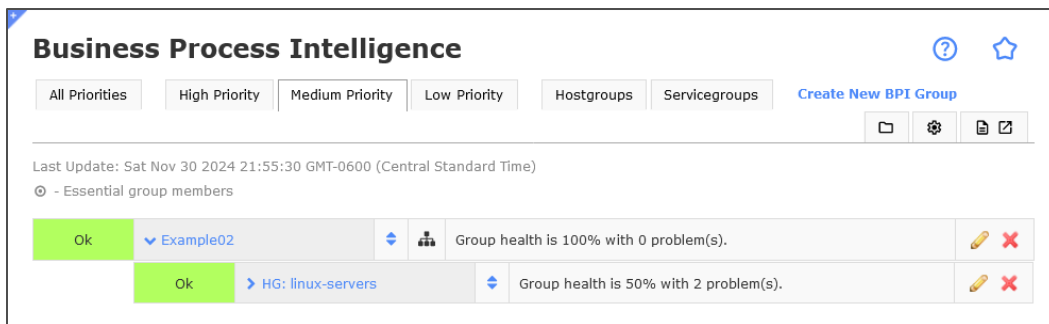 Business Process Intelligence
All Priorities High Priority Medium Priority Low Priority Hostgroups Servicegroups Create New BPI Group
Last Update: Sat Nov 30 2024 21:55:30 GMT-0600 (Central Standard Time)
- Essential group members
Ok Example02 Group health is 100% with 0 problem(s).
Ok HG: linux-servers Group health is 50% with 2 problem(s).